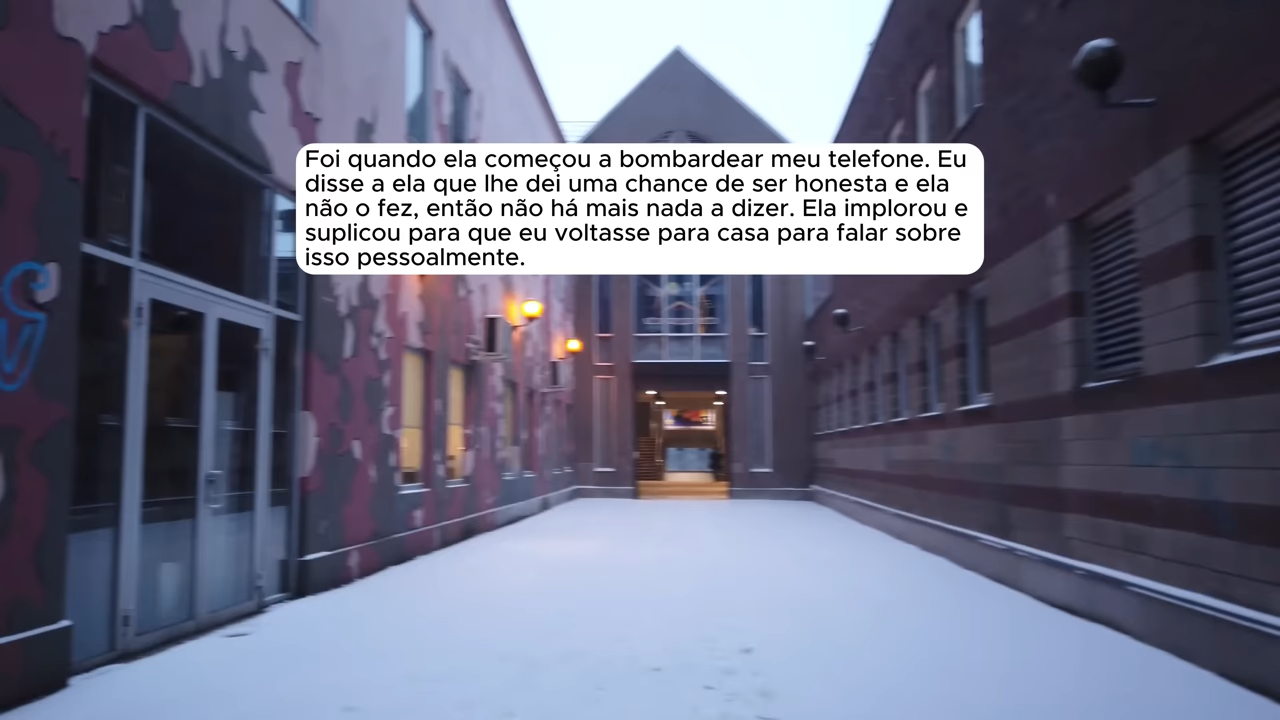 Foi quando ela começou a bombardear meu telefone. Eu
disse a ela que lhe dei uma chance de ser honesta e ela
não o fez, então não há mais nada a dizer. Ela implorou e
suplicou para que eu voltasse para casa para falar sobre
isso pessoalmente.